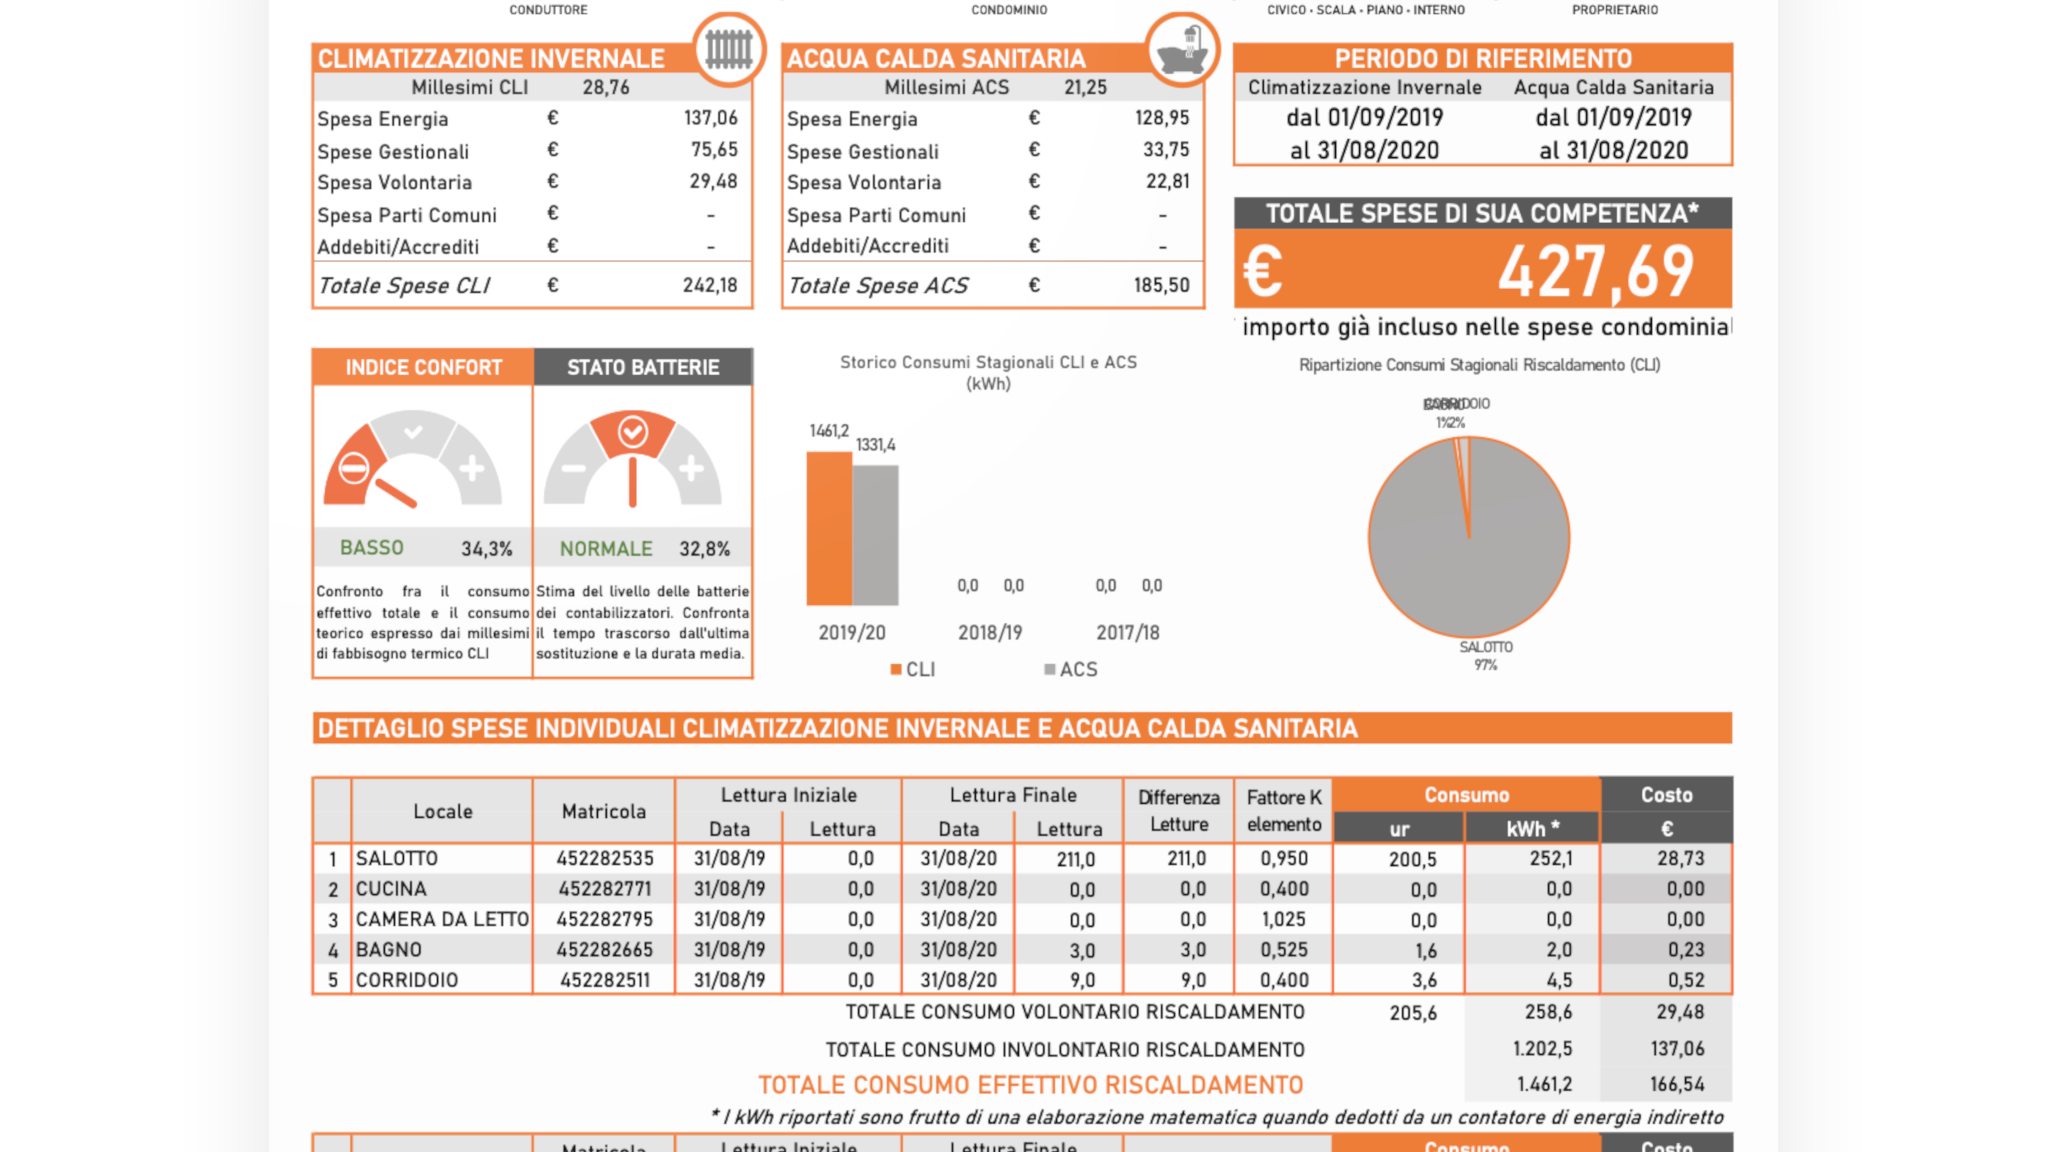 CONDUTTORE
CONDOMINIO
CIVICO - SCALA - PIANO - INTERNO
PROPRIETARIO
CLIMATIZZAZIONE INVERNALE
Millesimi CLI 28,76
Spesa Energia € 137,06
Spese Gestionali € 75,65
Spesa Volontaria € 29,48
Spesa Parti Comuni € -
Addebiti/Accrediti € -
Totale Spese CLI € 242,18
ACQUA CALDA SANITARIA
Millesimi ACS 21,25
Spesa Energia € 128,95
Spese Gestionali € 33,75
Spesa Volontaria € 22,81
Spesa Parti Comuni € -
Addebiti/Accrediti € -
Totale Spese ACS € 185,50
PERIODO DI RIFERIMENTO
Climatizzazione Invernale Acqua Calda Sanitaria
dal 01/09/2019 dal 01/09/2019
al 31/08/2020 al 31/08/2020
TOTALE SPESE DI SUA COMPETENZA*
€ 427,69
importo già incluso nelle spese condominial
INDICE CONFORT
BASSO 34,3%
Confronto fra il consumo
effettivo totale e il consumo
teorico espresso dai millesimi
di fabbisogno termico CLI
STATO BATTERIE
NORMALE 32,8%
Stima del livello delle batterie
dei contabilizzatori. Confronta
il tempo trascorso dall'ultima
sostituzione e la durata media.
Storico Consumi Stagionali CLI e ACS
(kWh)
1461,2
1331,4
0,0 0,0 0,0 0,0
2019/20 2018/19 2017/18
CLI ACS
Ripartizione Consumi Stagionali Riscaldamento (CLI)
CORRIDOIO
1% 2%
SALOTTO
97%
DETTAGLIO SPESE INDIVIDUALI CLIMATIZZAZIONE INVERNALE E ACQUA CALDA SANITARIA
Locale Matricola Lettura Iniziale Lettura Finale Differenza Letture Fattore K elemento Consumo Costo
Data Lettura Data Lettura ur kWh * €
1 SALOTTO 452282535 31/08/19 0,0 31/08/20 211,0 211,0 0,950 200,5 252,1 28,73
2 CUCINA 452282771 31/08/19 0,0 31/08/20 0,0 0,0 0,400 0,0 0,0 0,00
3 CAMERA DA LETTO 452282795 31/08/19 0,0 31/08/20 0,0 0,0 1,025 0,0 0,0 0,00
4 BAGNO 452282665 31/08/19 0,0 31/08/20 3,0 3,0 0,525 1,6 2,0 0,23
5 CORRIDOIO 452282511 31/08/19 0,0 31/08/20 9,0 9,0 0,400 3,6 4,5 0,52
TOTALE CONSUMO VOLONTARIO RISCALDAMENTO 205,6 258,6 29,48
TOTALE CONSUMO INVOLONTARIO RISCALDAMENTO 1.202,5 137,06
TOTALE CONSUMO EFFETTIVO RISCALDAMENTO 1.461,2 166,54
* I kWh riportati sono frutto di una elaborazione matematica quando dedotti da un contatore di energia indiretto
Matricola Lettura Iniziale Lettura Finale Consumo Costo